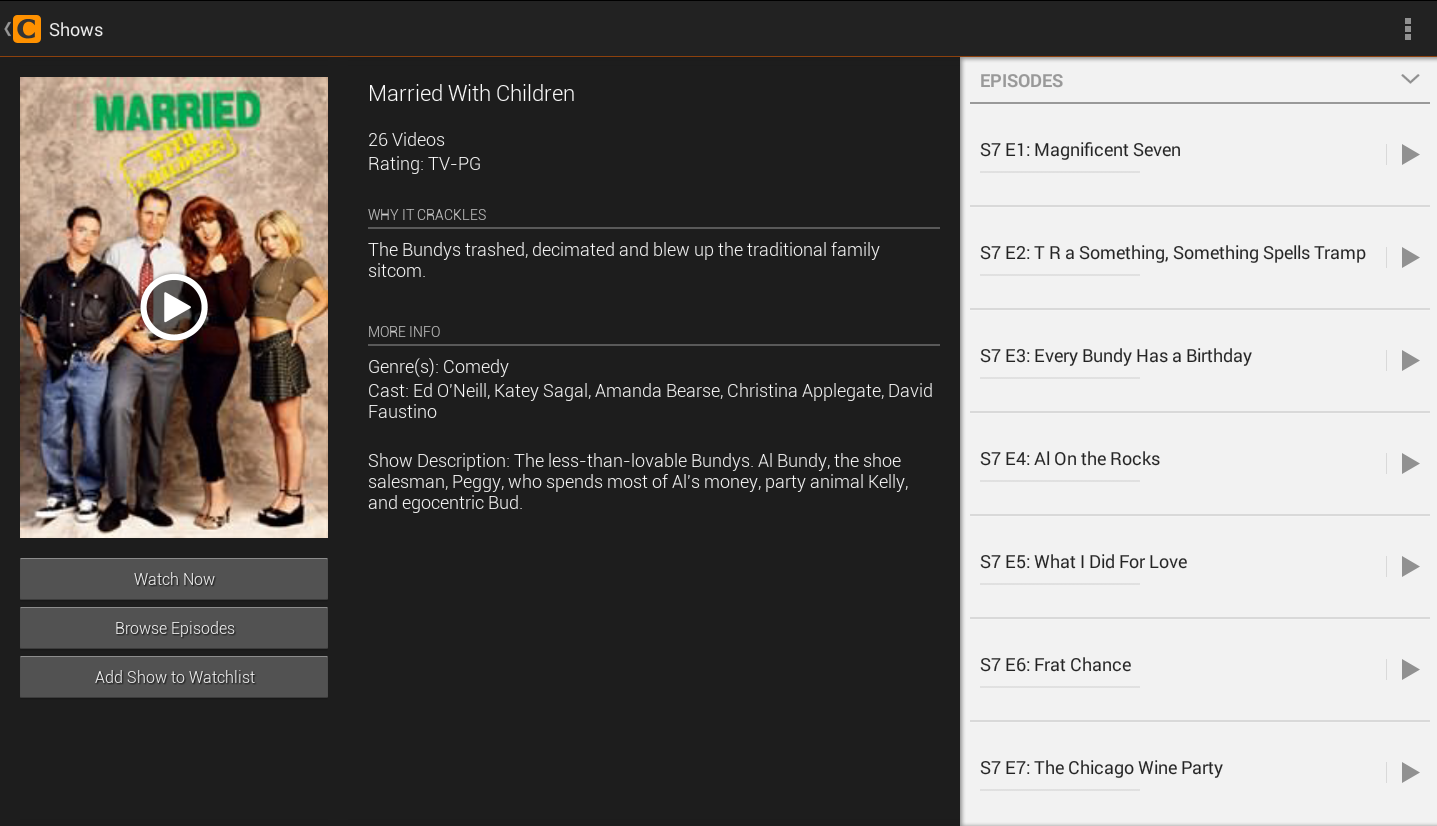 C Shows
MARRIED
WITH
CHILDREN
Watch Now
Browse Episodes
Add Show to Watchlist
Married With Children
26 Videos
Rating: TV-PG
WHY IT CRACKLES
The Bundys trashed, decimated and blew up the traditional family
sitcom.
MORE INFO
Genre(s): Comedy
Cast: Ed O'Neill, Katey Sagal, Amanda Bearse, Christina Applegate, David
Faustino
Show Description: The less-than-lovable Bundys. Al Bundy, the shoe
salesman, Peggy, who spends most of Al's money, party animal Kelly,
and egocentric Bud.
EPISODES
S7 E1: Magnificent Seven
S7 E2: T R a Something, Something Spells Tramp
S7 E3: Every Bundy Has a Birthday
S7 E4: Al On the Rocks
S7 E5: What I Did For Love
S7 E6: Frat Chance
S7 E7: The Chicago Wine Party